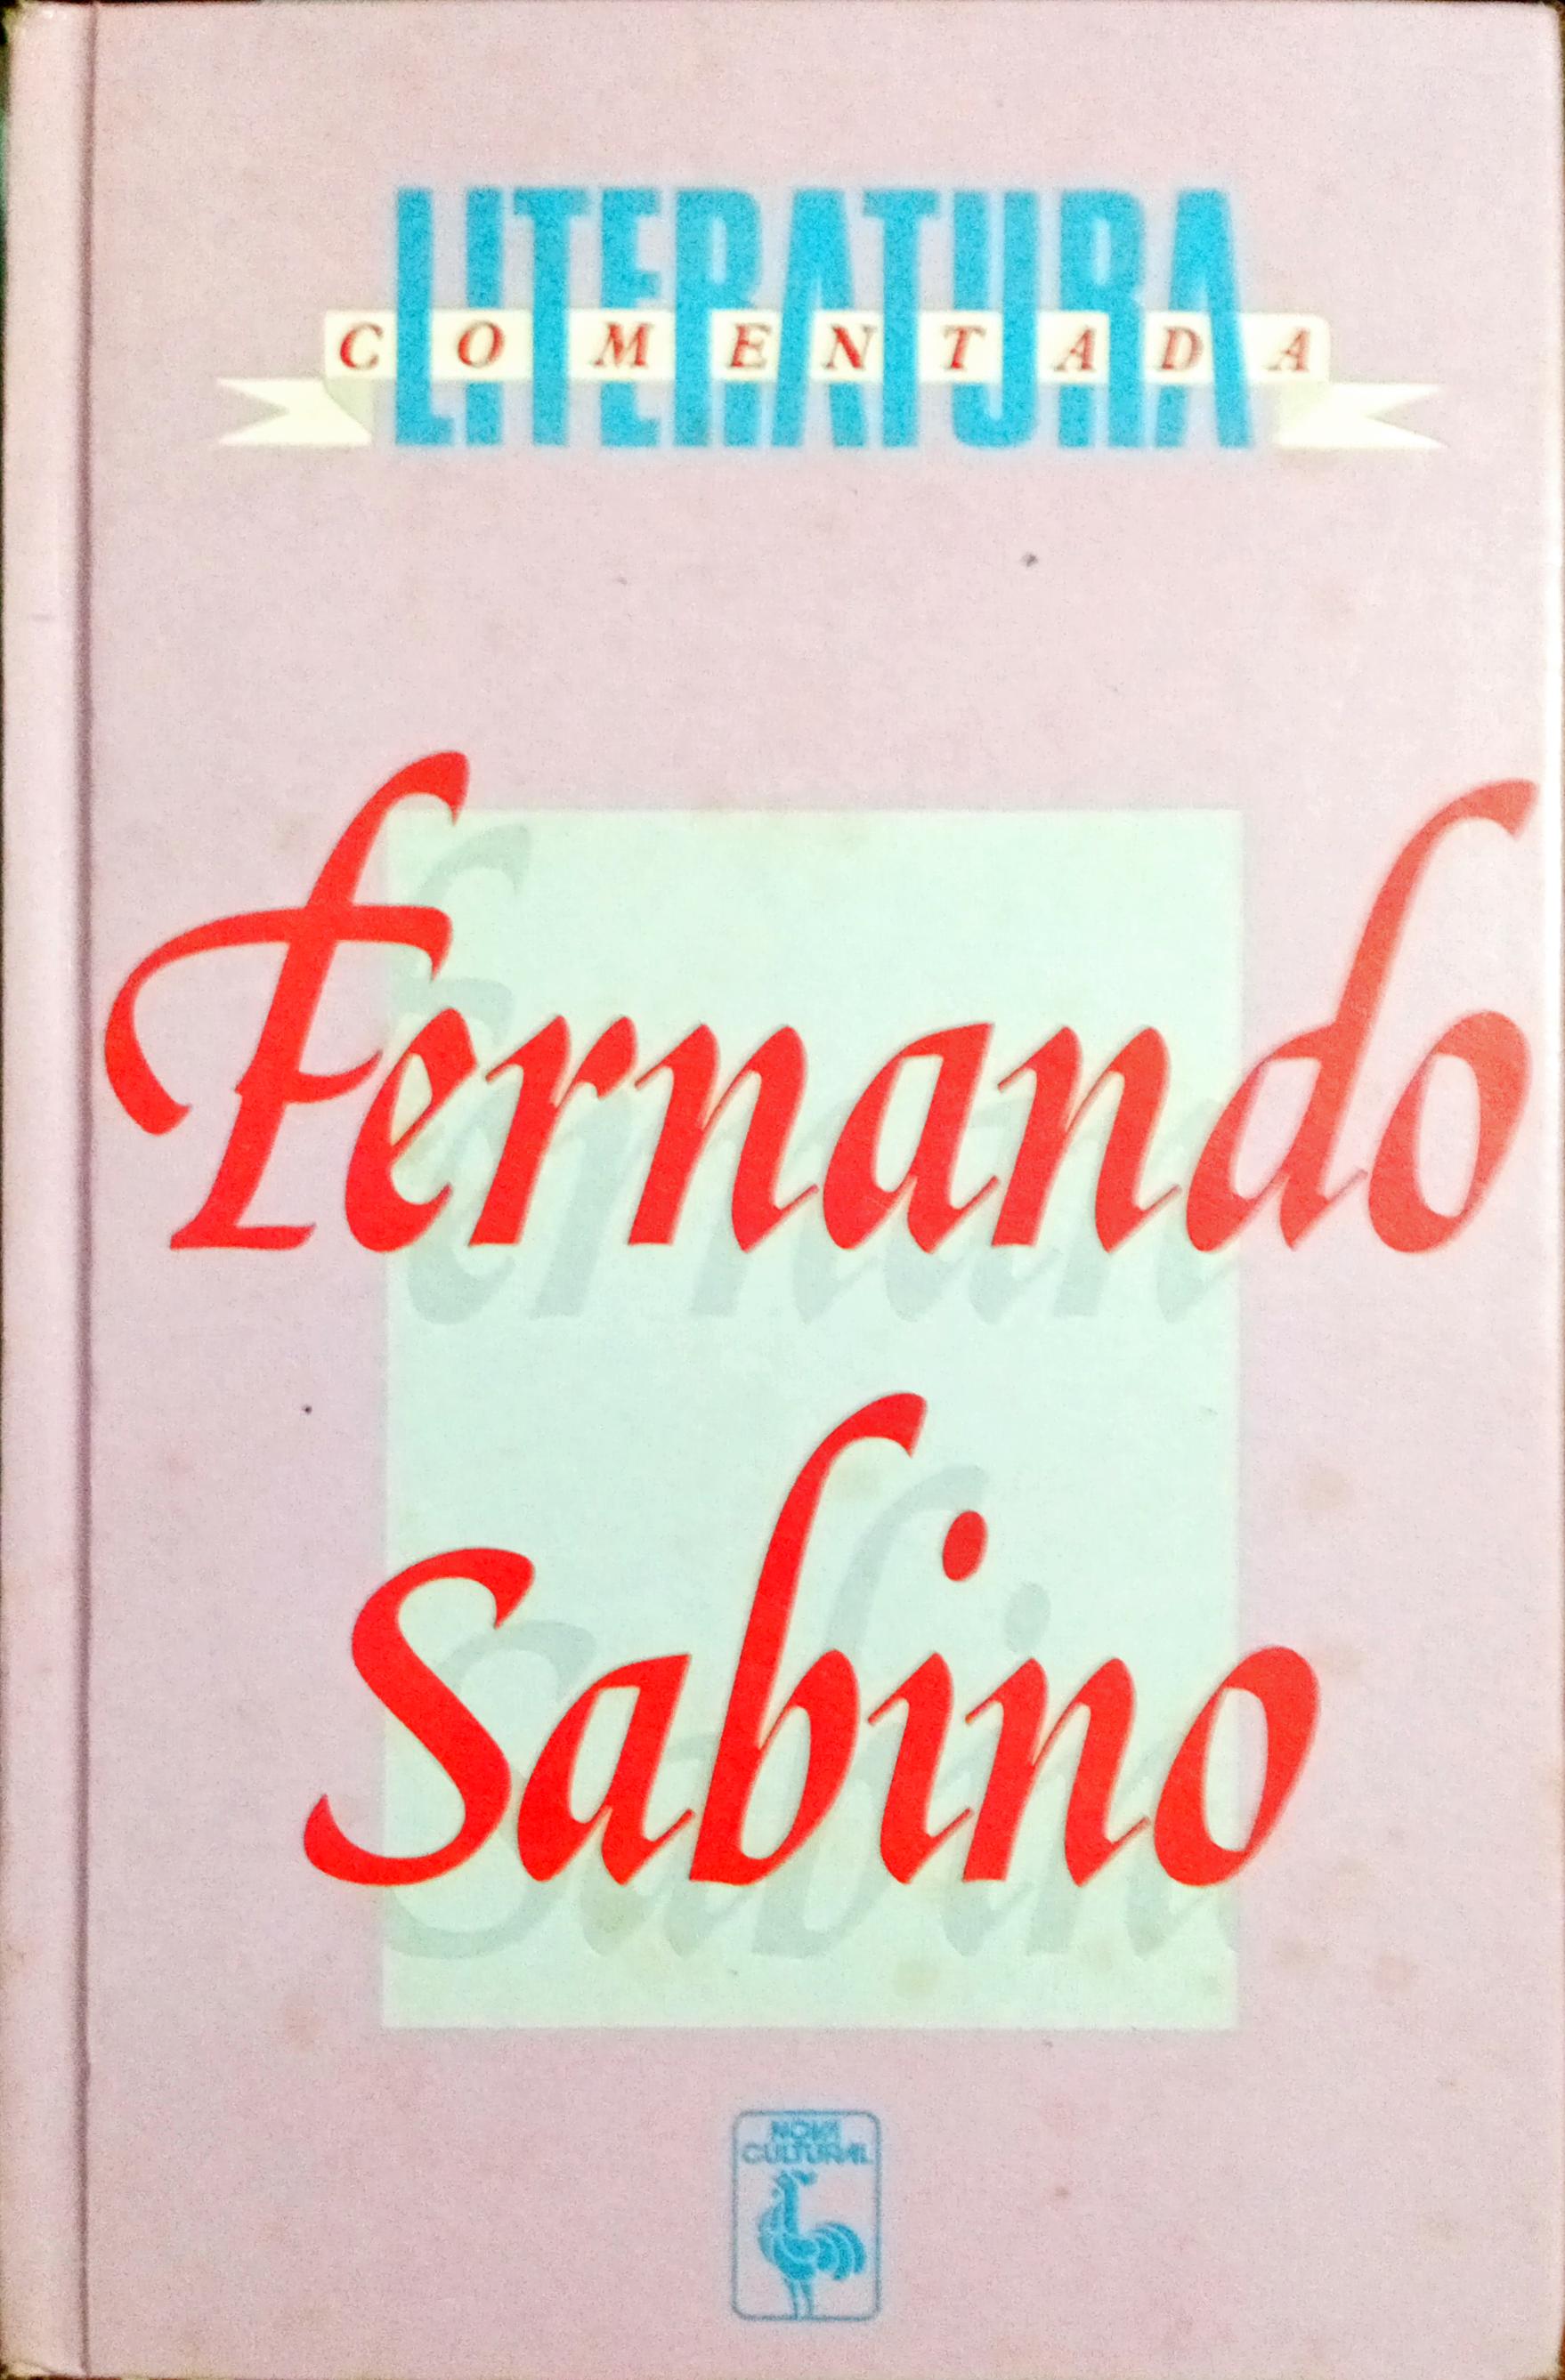 LITERATURA
COMENTADA
Fernando
Sabino
NOVA
CULTURAL